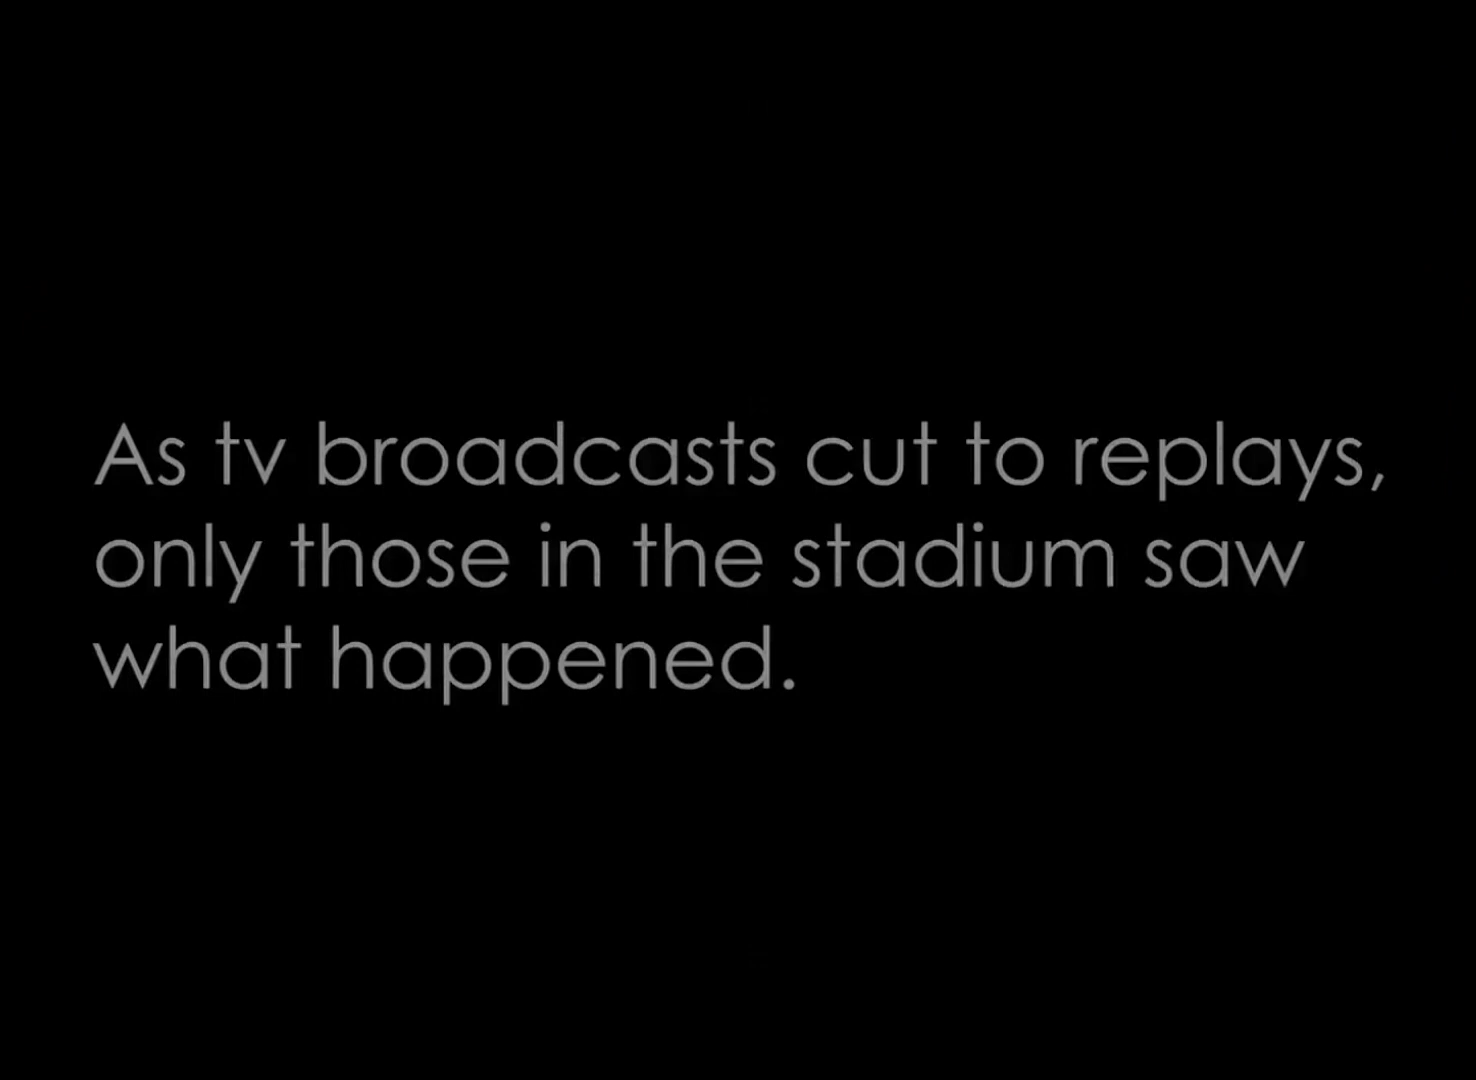 As tv broadcasts cut to replays,
only those in the stadium saw
what happened.